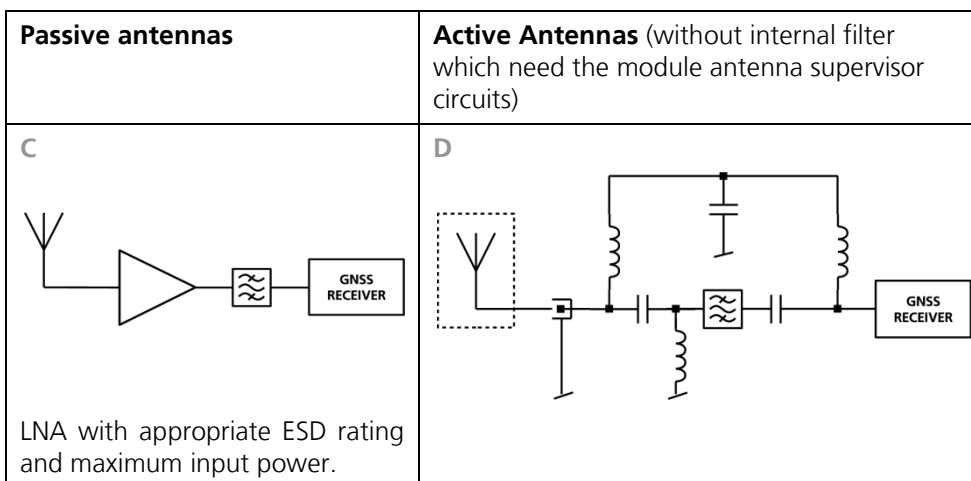 Passive antennas
Active Antennas (without internal filter
which need the module antenna supervisor
circuits)
C
GNSS
RECEIVER
LNA with appropriate ESD rating
and maximum input power.
D
GNSS
RECEIVER